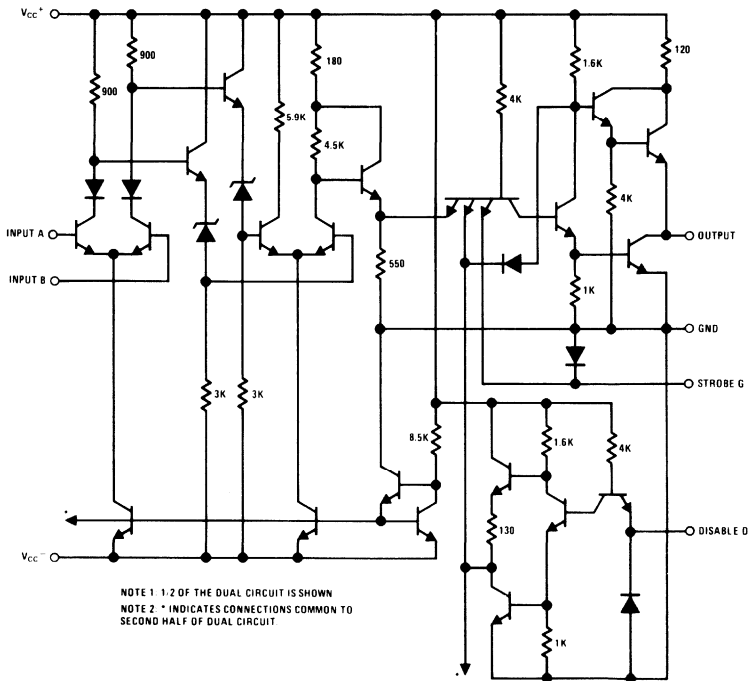 VCC+
900
900
180
5.9K
4.5K
4K
1.6K
120
4K
INPUT A
INPUT B
550
1K
OUTPUT
GND
STROBE G
3K
3K
8.5K
1.6K
4K
130
DISABLE D
*
VCC−
1K
*
NOTE 1. 1/2 OF THE DUAL CIRCUIT IS SHOWN
NOTE 2. * INDICATES CONNECTIONS COMMON TO
SECOND HALF OF DUAL CIRCUIT.